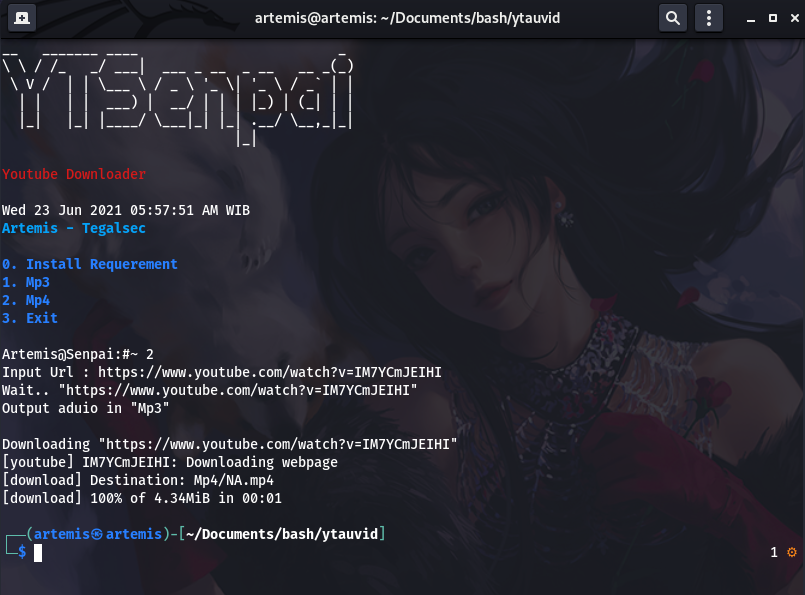 artemis@artemis: ~/Documents/bash/ytauvid
YTSenpai
Youtube Downloader
Wed 23 Jun 2021 05:57:51 AM WIB
Artemis - Tegalsec
0. Install Requerement
1. Mp3
2. Mp4
3. Exit
Artemis@Senpai:#~ 2
Input Url : https://www.youtube.com/watch?v=IM7YCmJEIHI
Wait.. "https://www.youtube.com/watch?v=IM7YCmJEIHI"
Output aduio in "Mp3"
Downloading "https://www.youtube.com/watch?v=IM7YCmJEIHI"
[youtube] IM7YCmJEIHI: Downloading webpage
[download] Destination: Mp4/NA.mp4
[download] 100% of 4.34MiB in 00:01
┌──(artemis㉿artemis)-[~/Documents/bash/ytauvid]
└─$
1 ⚙